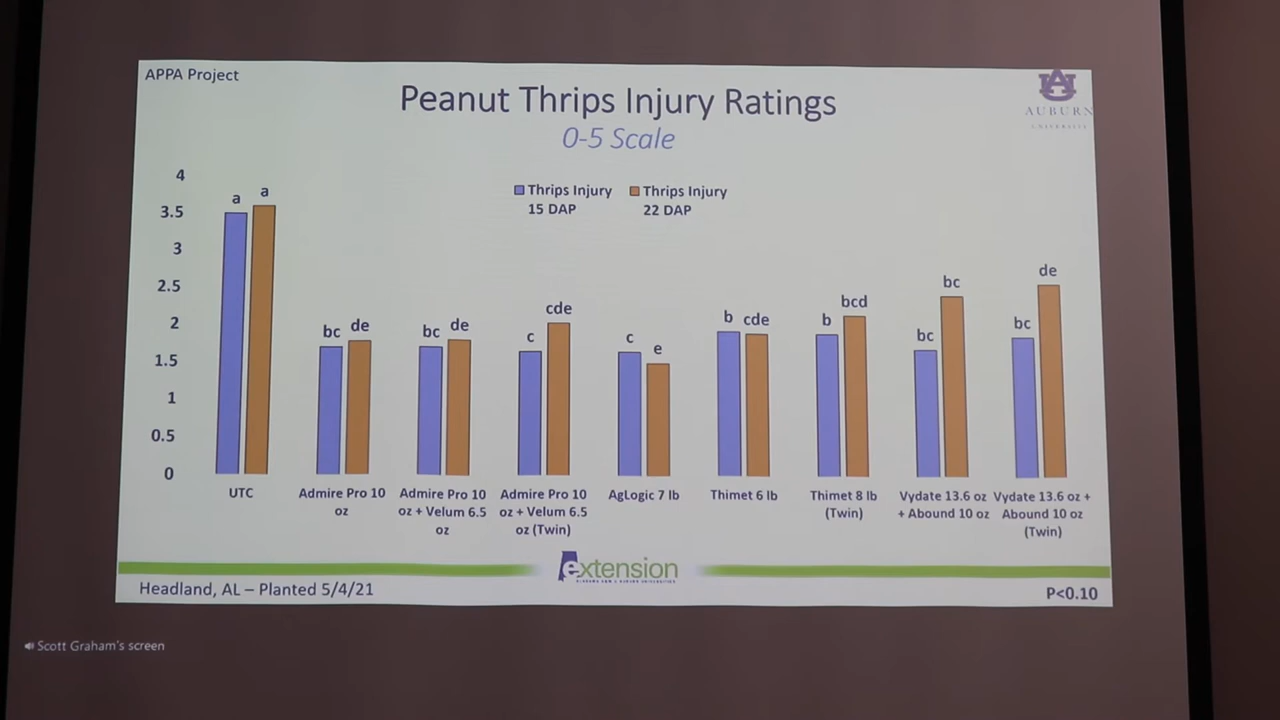 APPA Project
Peanut Thrips Injury Ratings
0-5 Scale
AUBURN
UNIVERSITY
Thrips Injury
15 DAP
Thrips Injury
22 DAP
4
3.5
3
2.5
2
1.5
1
0.5
0
a a
bc de
bc de
c cde
c e
b cde
b bcd
bc bc
bc de
UTC
Admire Pro 10
oz
Admire Pro 10
oz + Velum 6.5
oz
Admire Pro 10
oz + Velum 6.5
oz (Twin)
AgLogic 7 lb
Thimet 6 lb
Thimet 8 lb
(Twin)
Vydate 13.6 oz
+ Abound 10 oz
Vydate 13.6 oz +
Abound 10 oz
(Twin)
extension
ALABAMA A&M & AUBURN UNIVERSITIES
Headland, AL – Planted 5/4/21
P<0.10
Scott Graham's screen